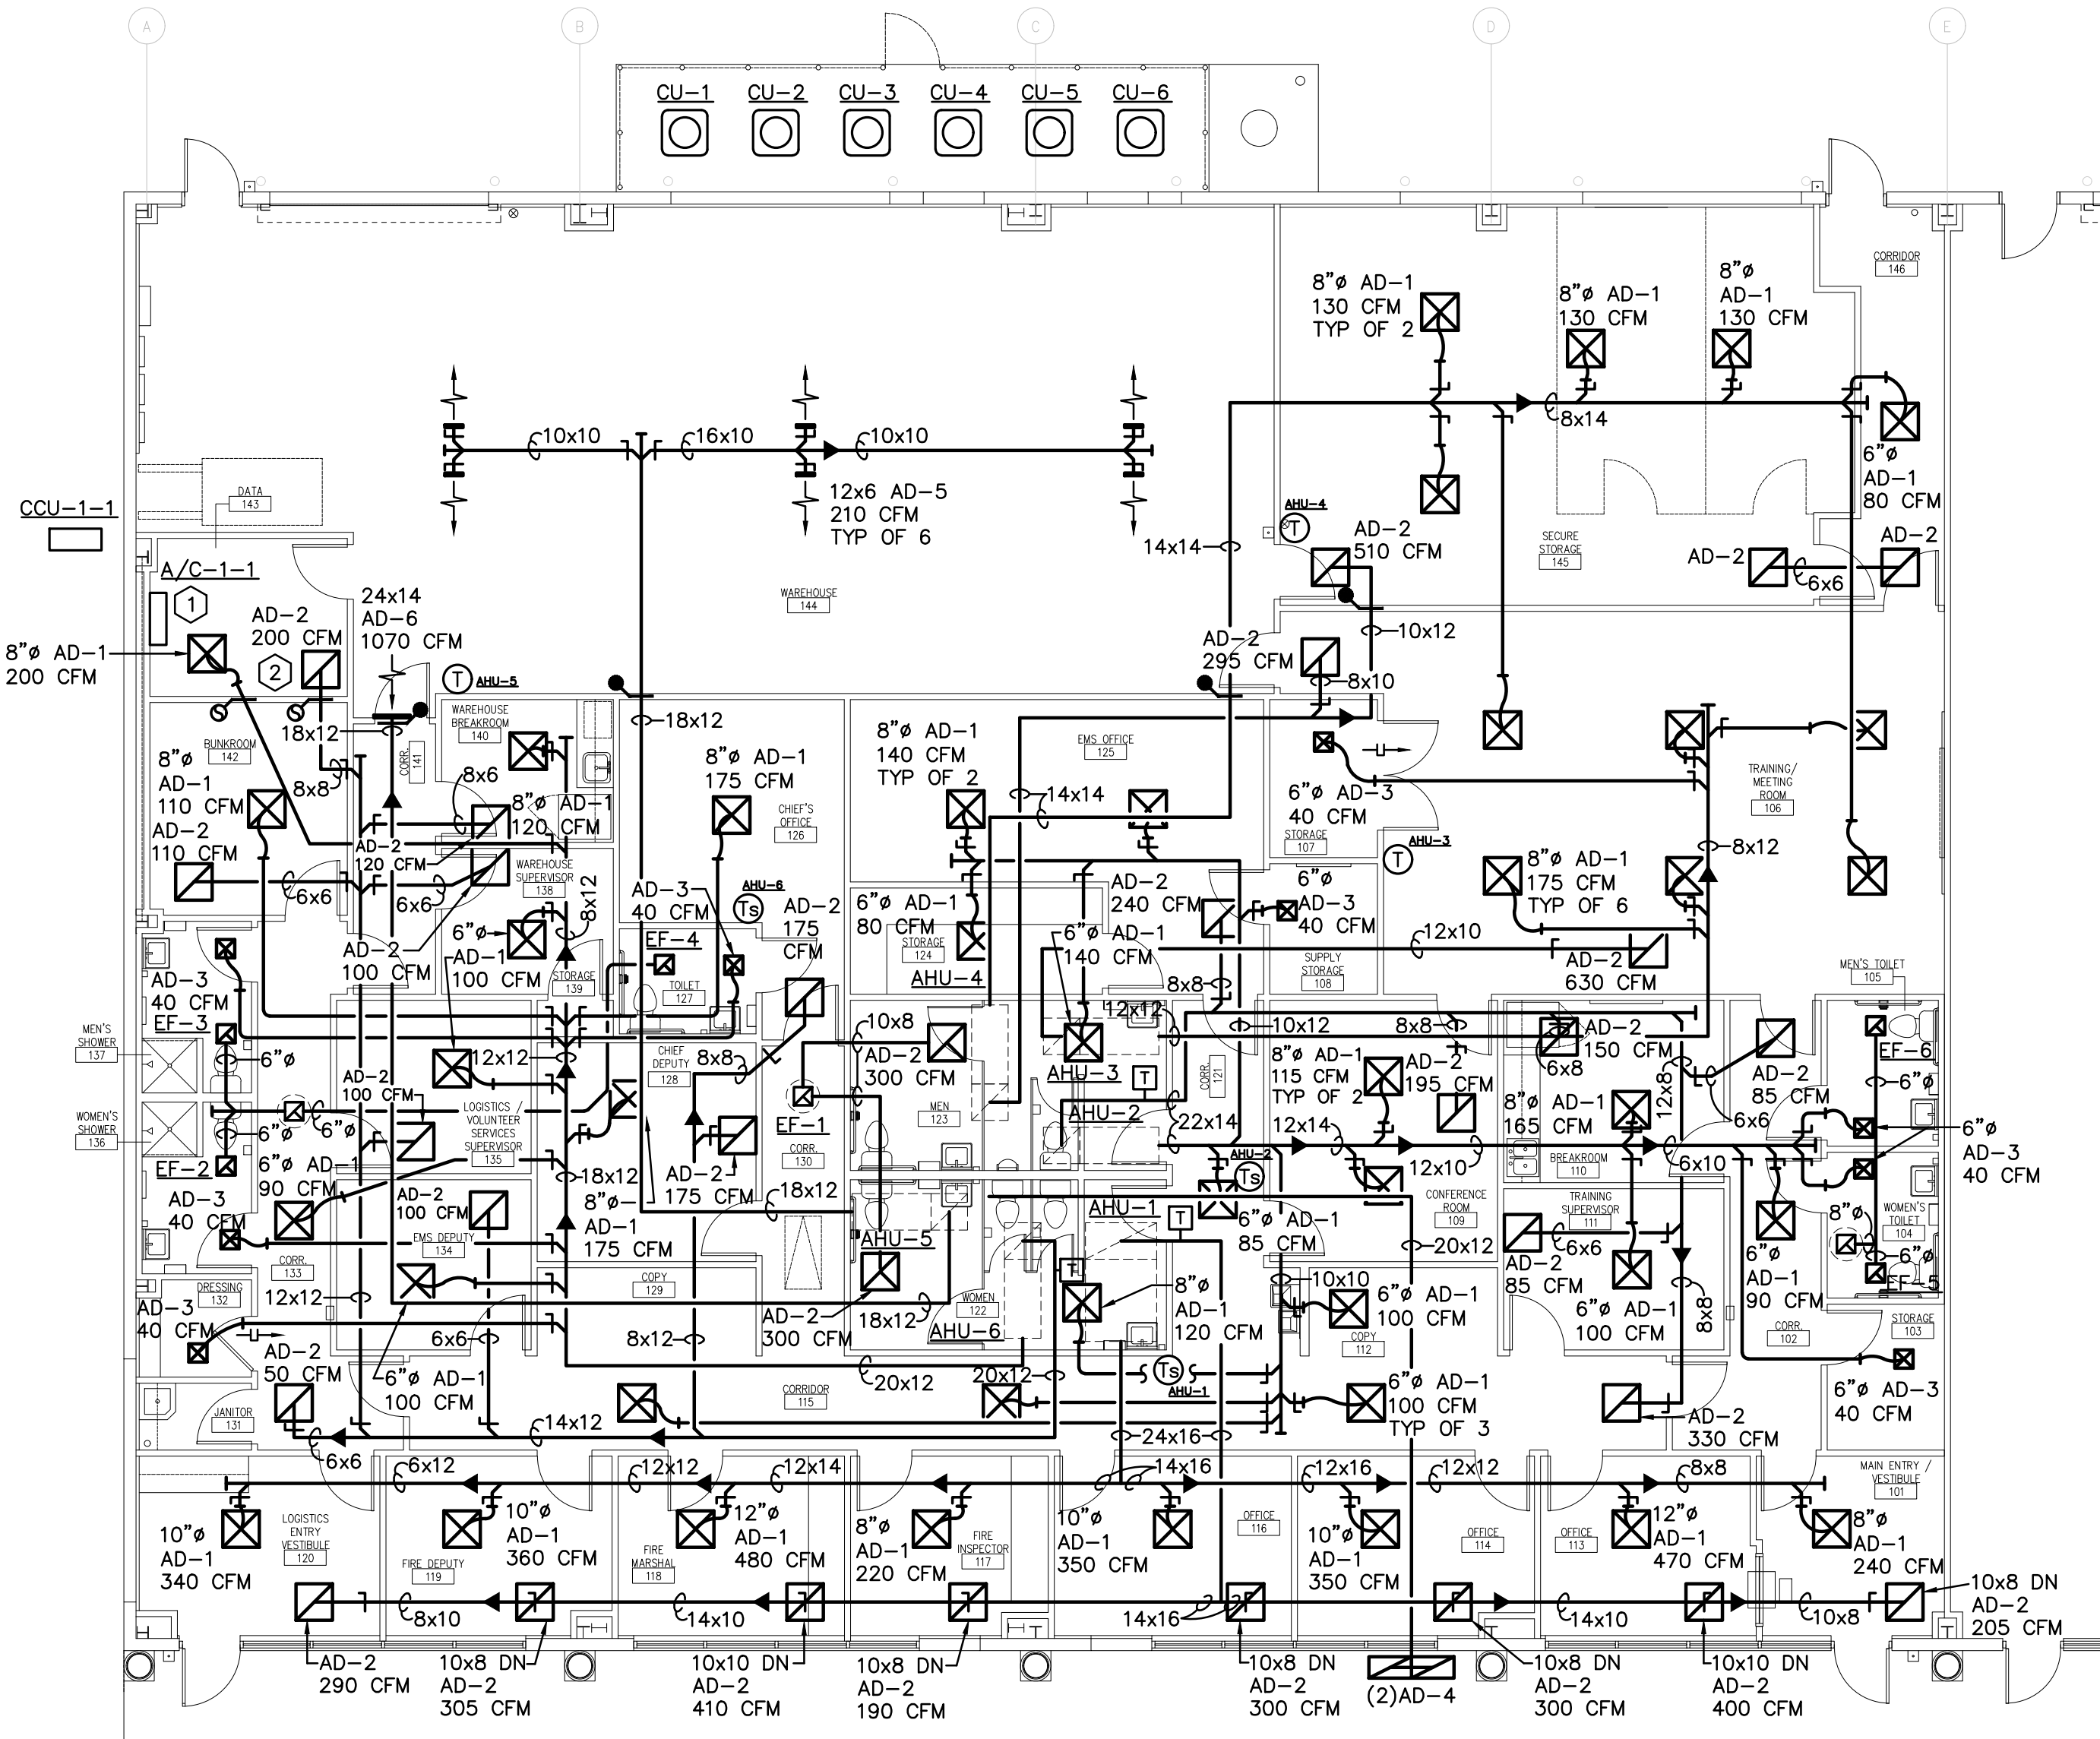 A
B
C
D
E
CU-1
CU-2
CU-3
CU-4
CU-5
CU-6
CORRIDOR
146
8"ø AD-1
130 CFM
TYP OF 2
8"ø AD-1
130 CFM
8"ø
AD-1
130 CFM
8x14
6"ø
AD-1
80 CFM
10x10
16x10
10x10
12x6 AD-5
210 CFM
TYP OF 6
DATA
143
CCU-1-1
A/C-1-1
1
AHU-4
T
AD-2
510 CFM
14x14
SECURE
STORAGE
145
AD-2
AD-2
6x6
WAREHOUSE
144
24x14
AD-6
1070 CFM
AD-2
200 CFM
2
8"ø AD-1
200 CFM
10x12
AD-2
295 CFM
8x10
T
AHU-5
18x12
18x12
BUNKROOM
142
CORR.
141
WAREHOUSE
BREAKROOM
140
8"ø
AD-1
110 CFM
8x8
8x6
8"ø AD-1
120 CFM
AD-2
110 CFM
AD-2
120 CFM
6x6
6x6
WAREHOUSE
SUPERVISOR
138
8"ø AD-1
175 CFM
CHIEF'S
OFFICE
126
8"ø AD-1
140 CFM
TYP OF 2
EMS OFFICE
125
14x14
6"ø AD-3
40 CFM
STORAGE
107
AHU-3
T
TRAINING/
MEETING
ROOM
106
8x12
8"ø AD-1
175 CFM
TYP OF 6
8x12
AD-3
40 CFM
AHU-6
Ts
AD-2
175
CFM
6"ø AD-1
80 CFM
STORAGE
124
AHU-4
AD-2
240 CFM
6"ø AD-1
140 CFM
6"ø
AD-3
40 CFM
12x10
AD-2
630 CFM
SUPPLY
STORAGE
108
MEN'S TOILET
105
6"ø
AD-1
100 CFM
AD-2
100 CFM
STORAGE
139
EF-4
TOILET
127
AD-3
40 CFM
EF-3
MEN'S
SHOWER
137
6"ø
AD-2
100 CFM
12x12
CHIEF
DEPUTY
128
8x8
10x8
AD-2
300 CFM
12x12
AHU-3
T
8x8
10x12
8x8
AD-2
150 CFM
6x8
12x8
AD-2
85 CFM
6x6
EF-6
6"ø
WOMEN'S
SHOWER
136
6"ø
6"ø
LOGISTICS /
VOLUNTEER
SERVICES
SUPERVISOR
135
EF-1
CORR.
130
MEN
123
AHU-2
CORR.
121
8"ø AD-1
115 CFM
TYP OF 2
AD-2
195 CFM
8"ø AD-1
165 CFM
22x14
12x14
12x10
BREAKROOM
110
6x10
6"ø
AD-3
40 CFM
EF-2
6"ø AD-1
90 CFM
AD-3
40 CFM
18x12
AD-2
175 CFM
18x12
AHU-2
Ts
AD-2
100 CFM
EMS DEPUTY
134
8"ø
AD-1
175 CFM
AHU-1
T
AHU-5
6"ø AD-1
85 CFM
CONFERENCE
ROOM
109
20x12
TRAINING
SUPERVISOR
111
6x6
AD-2
85 CFM
8"ø
WOMEN'S
TOILET
104
6"ø
EF-5
6"ø
AD-1
90 CFM
CORR.
133
DRESSING
132
12x12
AD-3
40 CFM
COPY
129
8x12
AD-2
300 CFM
18x12
WOMEN
122
AHU-6
T
8"ø
AD-1
120 CFM
10x10
6"ø AD-1
100 CFM
COPY
112
6"ø AD-1
100 CFM
8x8
CORR.
102
STORAGE
103
AD-2
50 CFM
6x6
6"ø AD-1
100 CFM
20x12
20x12
Ts
AHU-1
6"ø AD-1
100 CFM
TYP OF 3
JANITOR
131
CORRIDOR
115
14x12
6x6
24x16
AD-2
330 CFM
6"ø AD-3
40 CFM
6x12
12x12
12x14
14x16
12x16
12x12
8x8
MAIN ENTRY /
VESTIBULE
101
10"ø
AD-1
340 CFM
LOGISTICS
ENTRY
VESTIBULE
120
10"ø
AD-1
360 CFM
FIRE DEPUTY
119
FIRE
MARSHAL
118
12"ø
AD-1
480 CFM
8"ø
AD-1
220 CFM
FIRE
INSPECTOR
117
10"ø
AD-1
350 CFM
OFFICE
116
10"ø
AD-1
350 CFM
OFFICE
114
OFFICE
113
12"ø
AD-1
470 CFM
8"ø
AD-1
240 CFM
8x10
14x10
14x16
14x10
10x8
10x8 DN
AD-2
205 CFM
AD-2
290 CFM
10x8 DN
AD-2
305 CFM
10x10 DN
AD-2
410 CFM
10x8 DN
AD-2
190 CFM
10x8 DN
AD-2
300 CFM
(2)AD-4
10x8 DN
AD-2
300 CFM
10x10 DN
AD-2
400 CFM